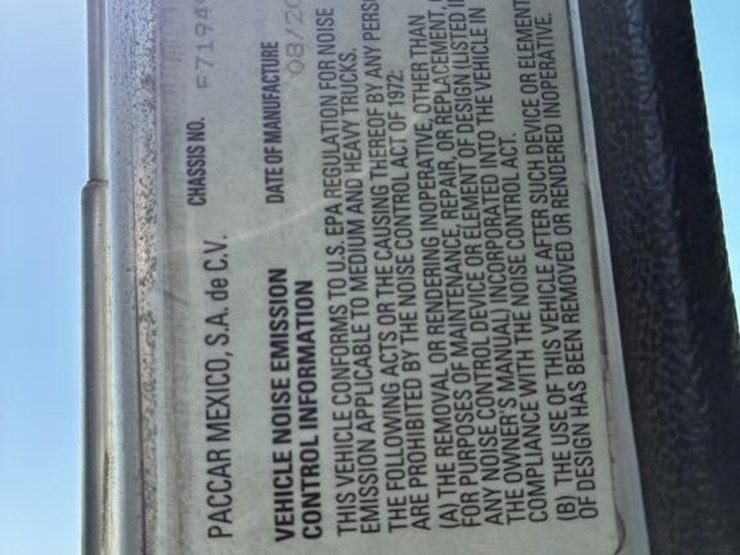 PACCAR MEXICO, S.A. de C.V.
CHASSIS NO. F7194
VEHICLE NOISE EMISSION
CONTROL INFORMATION
DATE OF MANUFACTURE 08/20
THIS VEHICLE CONFORMS TO U.S. EPA REGULATION FOR NOISE
EMISSION APPLICABLE TO MEDIUM AND HEAVY TRUCKS.
THE FOLLOWING ACTS OR THE CAUSING THEREOF BY ANY PERS
ARE PROHIBITED BY THE NOISE CONTROL ACT OF 1972:
(A) THE REMOVAL OR RENDERING INOPERATIVE, OTHER THAN
FOR PURPOSES OF MAINTENANCE, REPAIR, OR REPLACEMENT,
ANY NOISE CONTROL DEVICE OR ELEMENT OF DESIGN (LISTED I
THE OWNER'S MANUAL) INCORPORATED INTO THE VEHICLE IN
COMPLIANCE WITH THE NOISE CONTROL ACT.
(B) THE USE OF THIS VEHICLE AFTER SUCH DEVICE OR ELEMENT
OF DESIGN HAS BEEN REMOVED OR RENDERED INOPERATIVE.